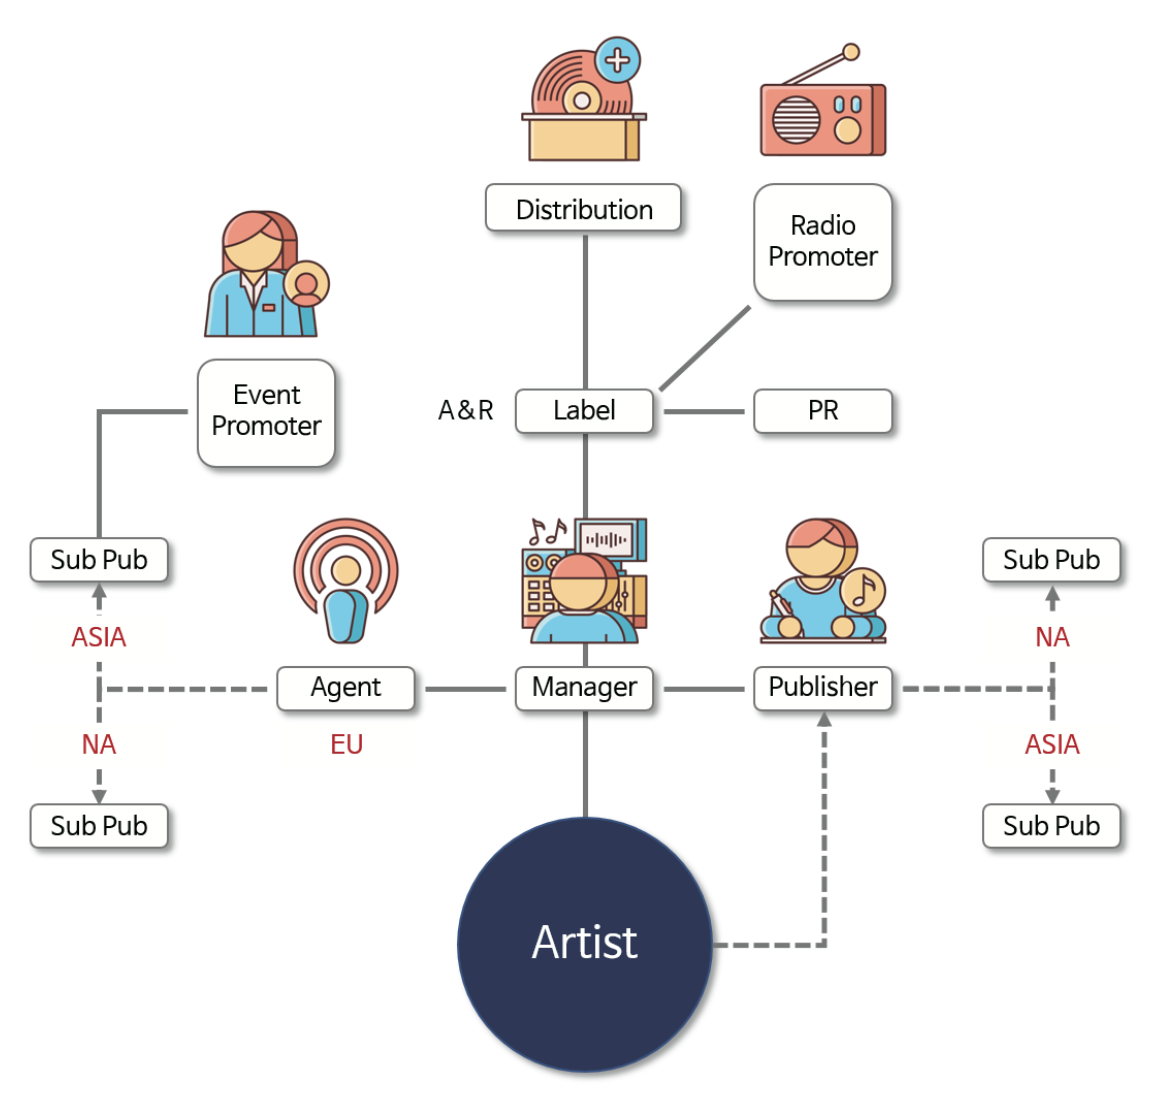 Distribution
Radio
Promoter
Event
Promoter
A&R
Label
PR
Sub Pub
Sub Pub
ASIA
NA
Agent
Manager
Publisher
EU
NA
ASIA
Sub Pub
Sub Pub
Artist